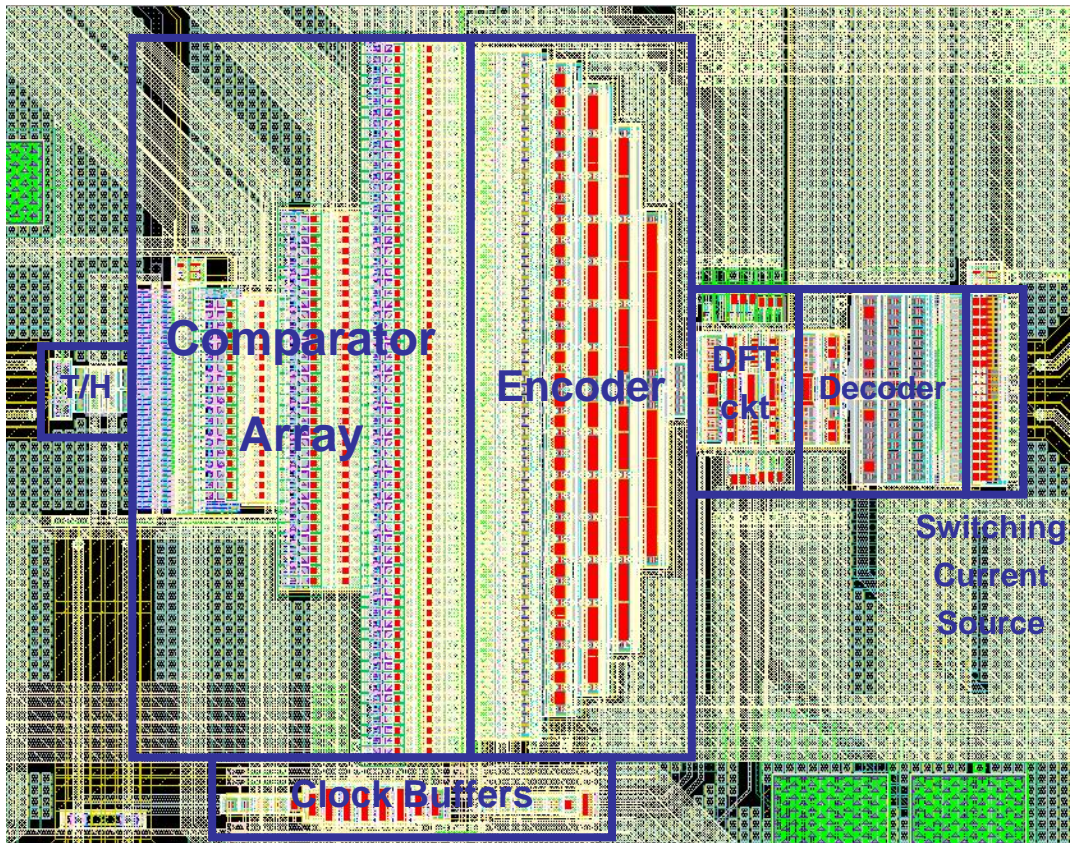 T/H
Comparator
Array
Encoder
DFT
ckt
Decoder
Switching
Current
Source
Clock Buffers